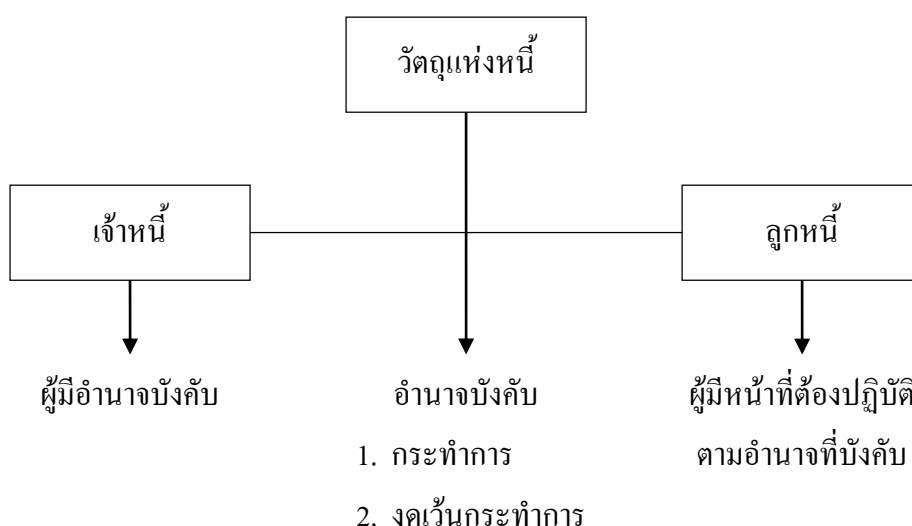 วัตถุแห่งหนี้
เจ้าหนี้
ลูกหนี้
ผู้มีอำนาจบังคับ
อำนาจบังคับ
1. กระทำการ
2. งดเว้นกระทำการ
ผู้มีหน้าที่ต้องปฏิบัติ
ตามอำนาจที่บังคับ